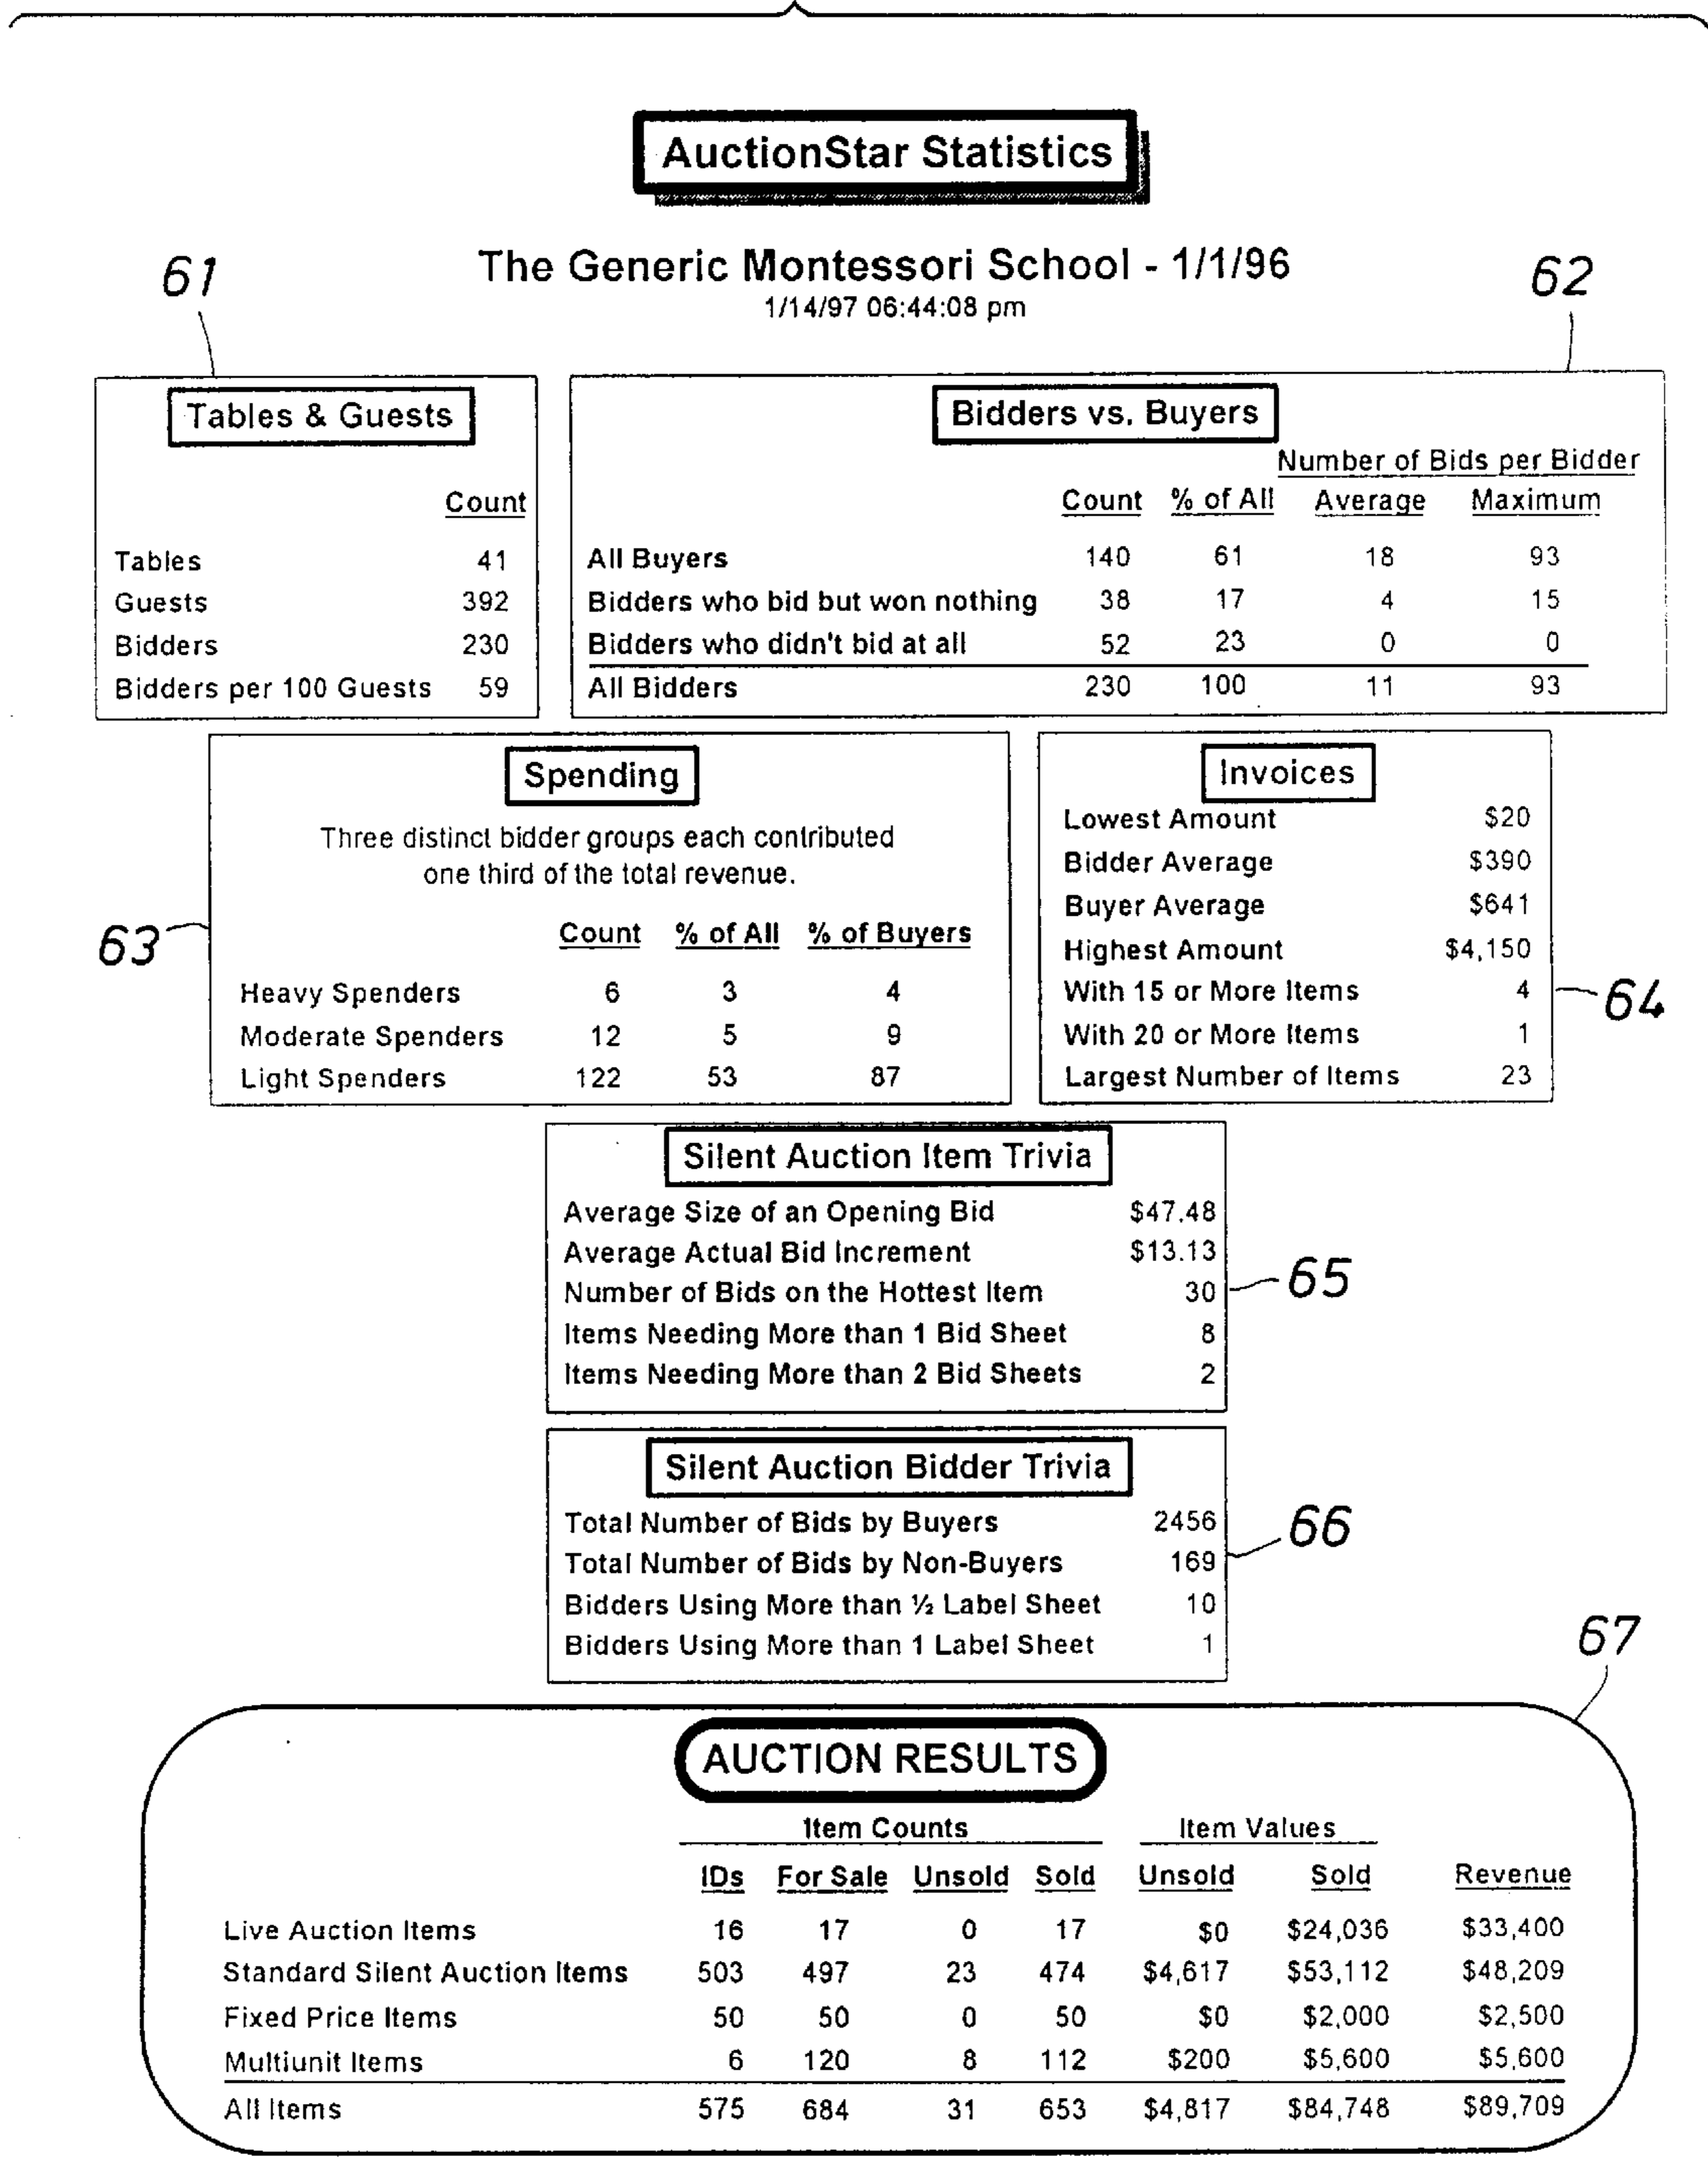 AuctionStar Statistics
The Generic Montessori School - 1/1/96
1/14/97 06:44:08 pm
61
62
Tables & Guests
Count
Tables 41
Guests 392
Bidders 230
Bidders per 100 Guests 59
Bidders vs. Buyers
Number of Bids per Bidder
Count % of All Average Maximum
All Buyers 140 61 18 93
Bidders who bid but won nothing 38 17 4 15
Bidders who didn't bid at all 52 23 0 0
All Bidders 230 100 11 93
63
Spending
Three distinct bidder groups each contributed
one third of the total revenue.
Count % of All % of Buyers
Heavy Spenders 6 3 4
Moderate Spenders 12 5 9
Light Spenders 122 53 87
Invoices
Lowest Amount $20
Bidder Average $390
Buyer Average $641
Highest Amount $4,150
With 15 or More Items 4
With 20 or More Items 1
Largest Number of Items 23
64
Silent Auction Item Trivia
Average Size of an Opening Bid $47.48
Average Actual Bid Increment $13.13
Number of Bids on the Hottest Item 30
Items Needing More than 1 Bid Sheet 8
Items Needing More than 2 Bid Sheets 2
65
Silent Auction Bidder Trivia
Total Number of Bids by Buyers 2456
Total Number of Bids by Non-Buyers 169
Bidders Using More than ½ Label Sheet 10
Bidders Using More than 1 Label Sheet 1
66
67
AUCTION RESULTS
Item Counts Item Values
IDs For Sale Unsold Sold Unsold Sold Revenue
Live Auction Items 16 17 0 17 $0 $24,036 $33,400
Standard Silent Auction Items 503 497 23 474 $4,617 $53,112 $48,209
Fixed Price Items 50 50 0 50 $0 $2,000 $2,500
Multiunit Items 6 120 8 112 $200 $5,600 $5,600
All Items 575 684 31 653 $4,817 $84,748 $89,709